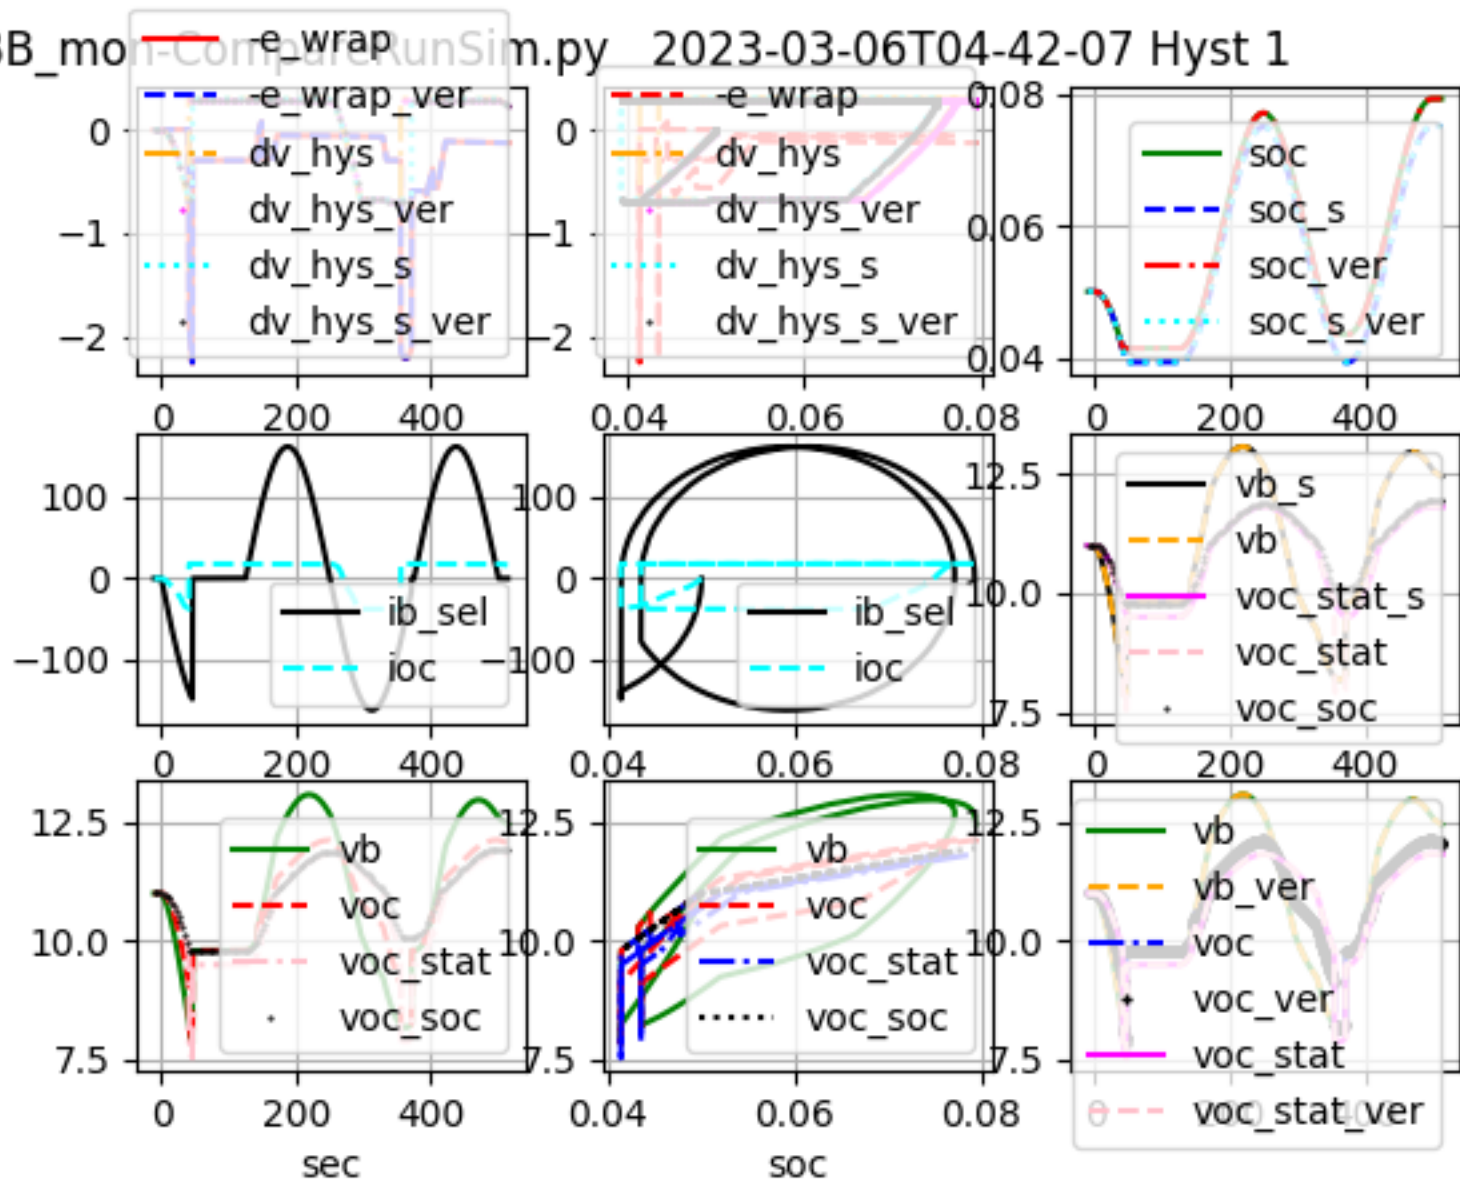 BB_mon-CompareRunSim.py 2023-03-06T04-42-07 Hyst 1
-e_wrap
-e_wrap_ver
dv_hys
dv_hys_ver
dv_hys_s
dv_hys_s_ver
0
−1
−2
0 200 400
-e_wrap
dv_hys
dv_hys_ver
dv_hys_s
dv_hys_s_ver
0
−1
−2
0.04 0.06 0.08
soc
soc_s
soc_ver
soc_s_ver
0.08
0.06
0.04
0 200 400
100
0
−100
ib_sel
ioc
0 200 400
100
0
−100
ib_sel
ioc
0.04 0.06 0.08
12.5
10.0
7.5
vb_s
vb
voc_stat_s
voc_stat
voc_soc
0 200 400
12.5
10.0
7.5
vb
voc
voc_stat
voc_soc
0 200 400
sec
12.5
10.0
7.5
vb
voc
voc_stat
voc_soc
0.04 0.06 0.08
soc
12.5
10.0
7.5
vb
vb_ver
voc
voc_ver
voc_stat
voc_stat_ver
0 200 400